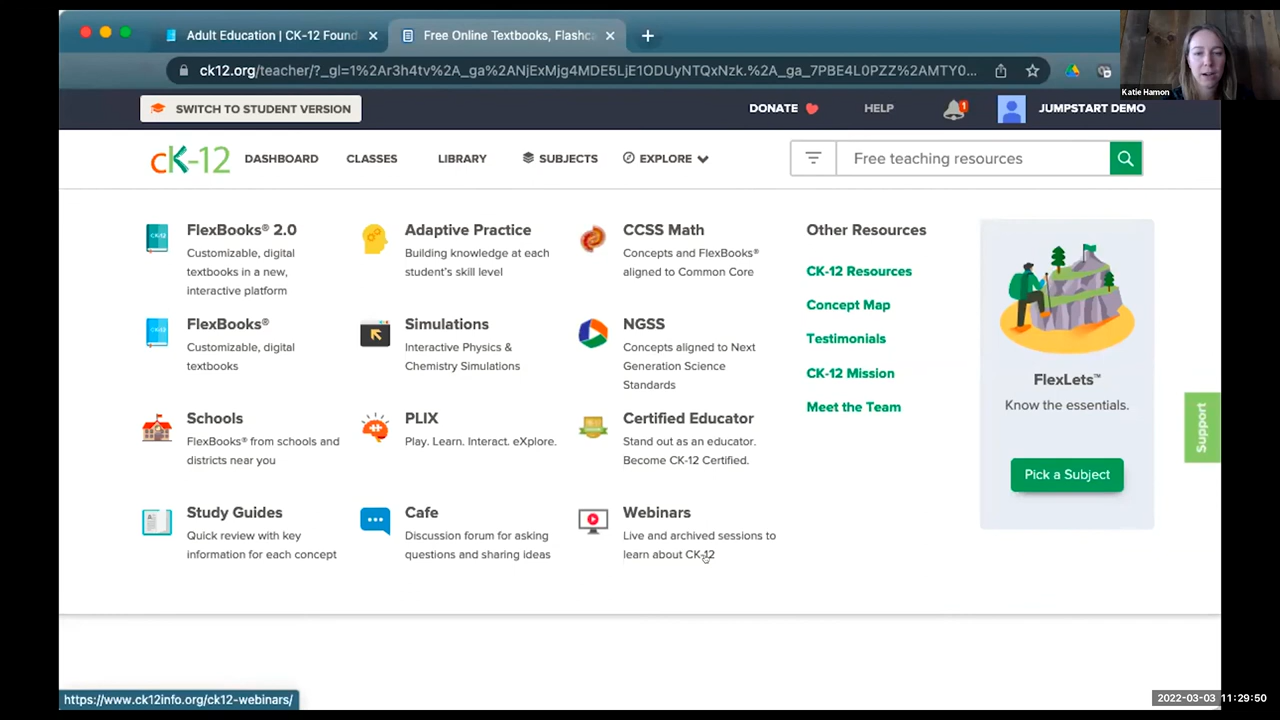 Adult Education | CK-12 Found
Free Online Textbooks, Flashca
ck12.org/teacher/?_gl=1%2Ar3h4tv%2A_ga%2ANjExMjg4MDE5LjE1ODUyNTQxNzk.%2A_ga_7PBE4L0PZZ%2AMTY0...
Katie Hamon
SWITCH TO STUDENT VERSION
DONATE
HELP
1
JUMPSTART DEMO
cK-12
DASHBOARD
CLASSES
LIBRARY
SUBJECTS
EXPLORE
Free teaching resources
FlexBooks® 2.0
Customizable, digital
textbooks in a new,
interactive platform
FlexBooks®
Customizable, digital
textbooks
Schools
FlexBooks® from schools and
districts near you
Study Guides
Quick review with key
information for each concept
Adaptive Practice
Building knowledge at each
student's skill level
Simulations
Interactive Physics &
Chemistry Simulations
PLIX
Play. Learn. Interact. eXplore.
Cafe
Discussion forum for asking
questions and sharing ideas
CCSS Math
Concepts and FlexBooks®
aligned to Common Core
NGSS
Concepts aligned to Next
Generation Science
Standards
Certified Educator
Stand out as an educator.
Become CK-12 Certified.
Webinars
Live and archived sessions to
learn about CK-12
Other Resources
CK-12 Resources
Concept Map
Testimonials
CK-12 Mission
Meet the Team
FlexLets™
Know the essentials.
Pick a Subject
Support
https://www.ck12info.org/ck12-webinars/
2022-03-03 11:29:50